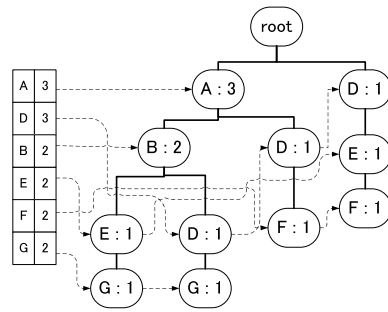 root
A 3
D 3
B 2
E 2
F 2
G 2
A : 3
D : 1
B : 2
D : 1
E : 1
E : 1
D : 1
F : 1
F : 1
G : 1
G : 1